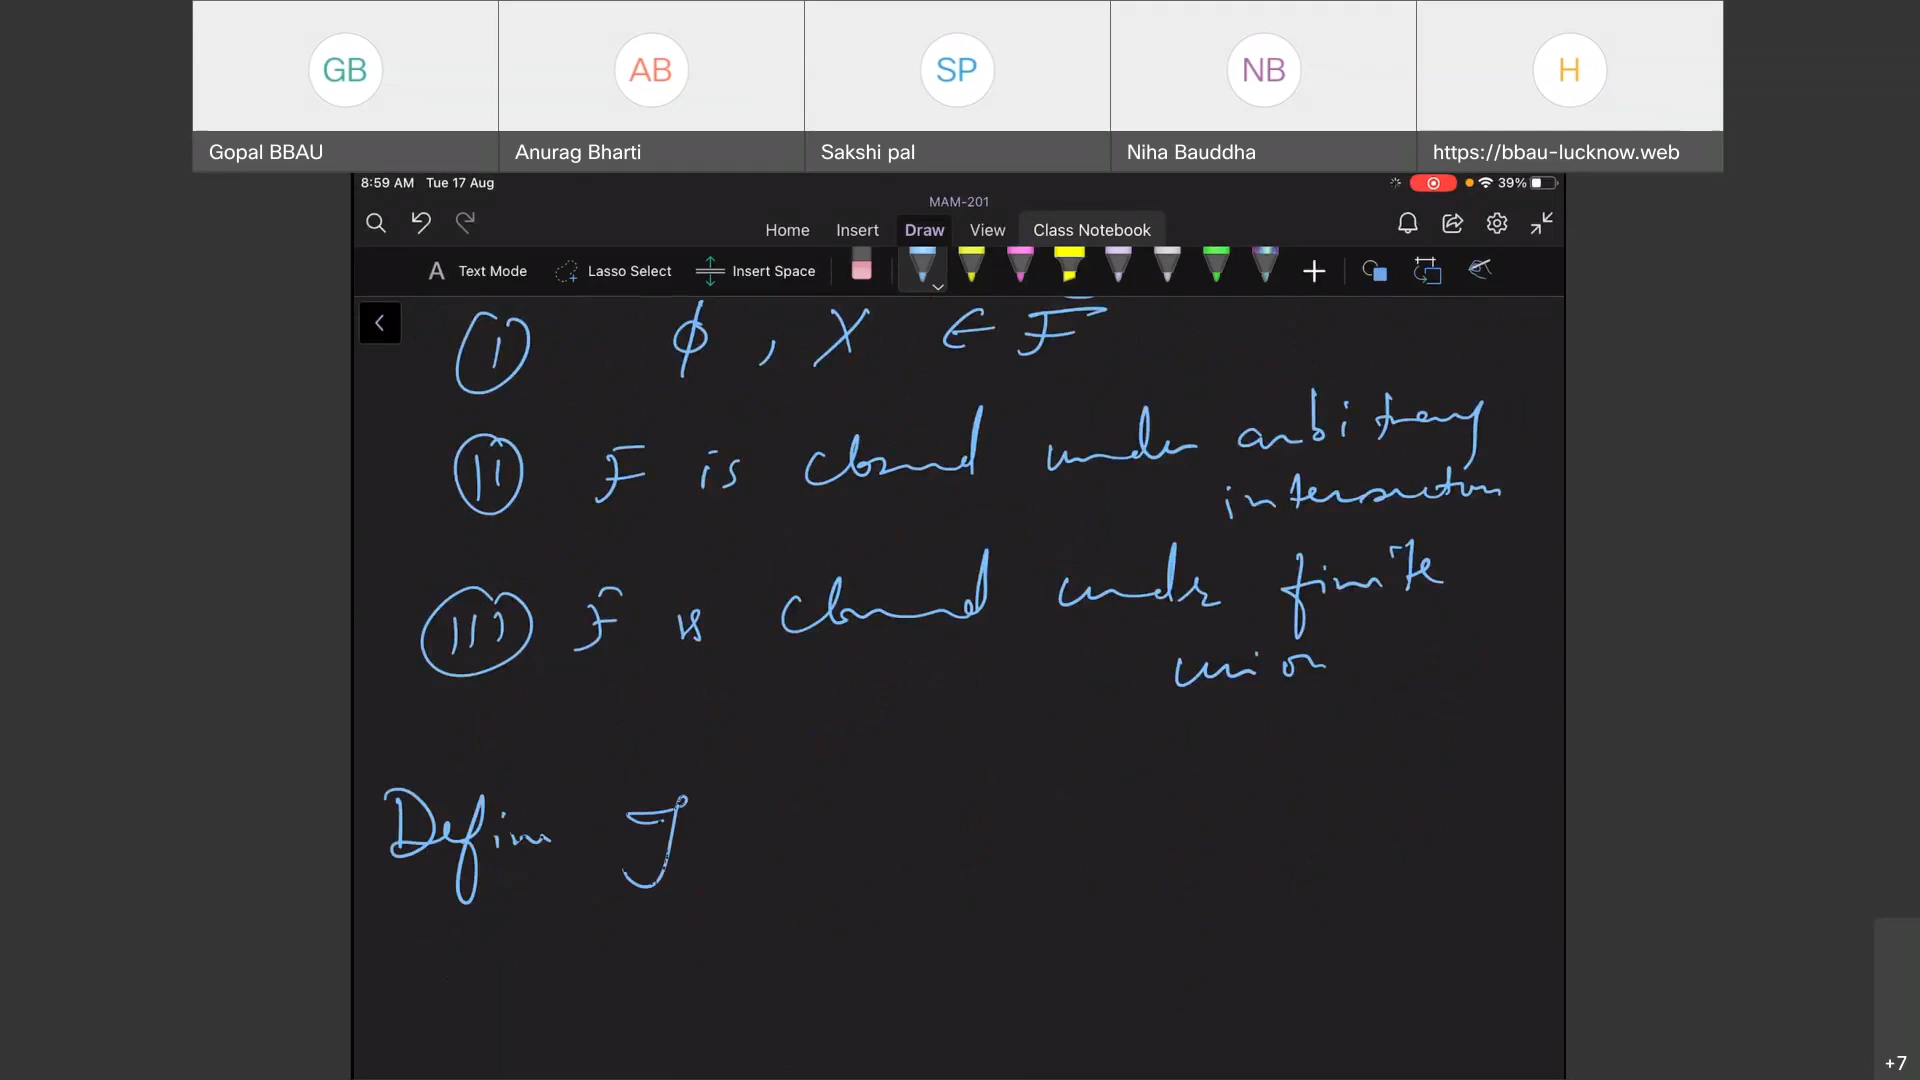 GB AB SP NB H
Gopal BBAU Anurag Bharti Sakshi pal Niha Bauddha https://bbau-lucknow.web
8:59 AM Tue 17 Aug 39%
MAM-201
Home Insert Draw View Class Notebook
A Text Mode Lasso Select Insert Space
(i) ϕ , X ∈ F
(ii) F is closed under arbitrary
intersection
(iii) F is closed under finite
union
Define J
+7